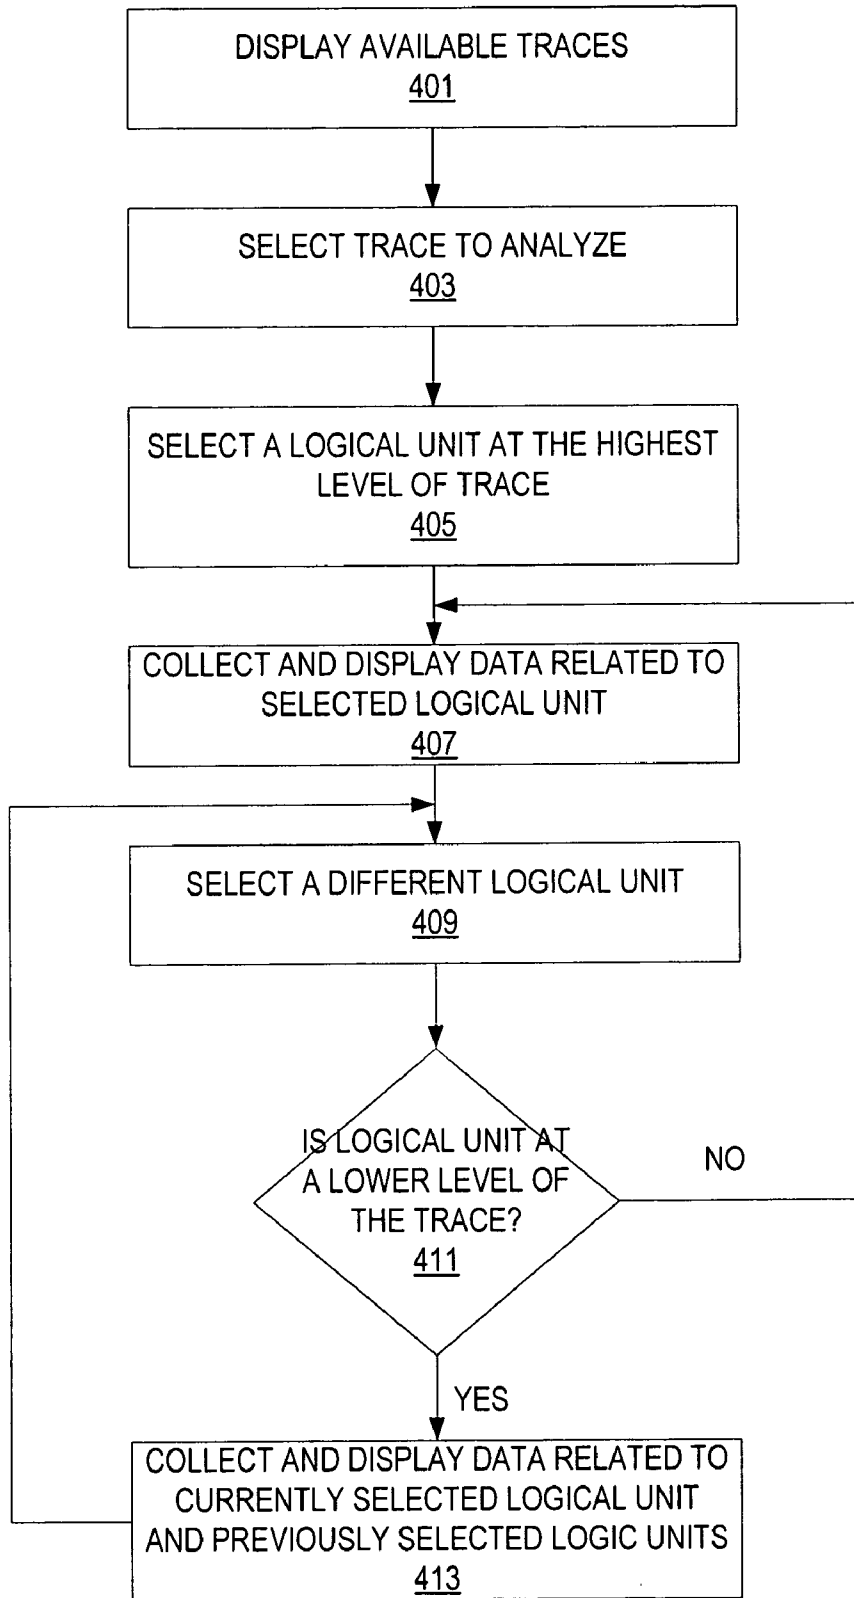 DISPLAY AVAILABLE TRACES
401
SELECT TRACE TO ANALYZE
403
SELECT A LOGICAL UNIT AT THE HIGHEST
LEVEL OF TRACE
405
COLLECT AND DISPLAY DATA RELATED TO
SELECTED LOGICAL UNIT
407
SELECT A DIFFERENT LOGICAL UNIT
409
IS LOGICAL UNIT AT
A LOWER LEVEL OF
THE TRACE?
411
NO
YES
COLLECT AND DISPLAY DATA RELATED TO
CURRENTLY SELECTED LOGICAL UNIT
AND PREVIOUSLY SELECTED LOGIC UNITS
413